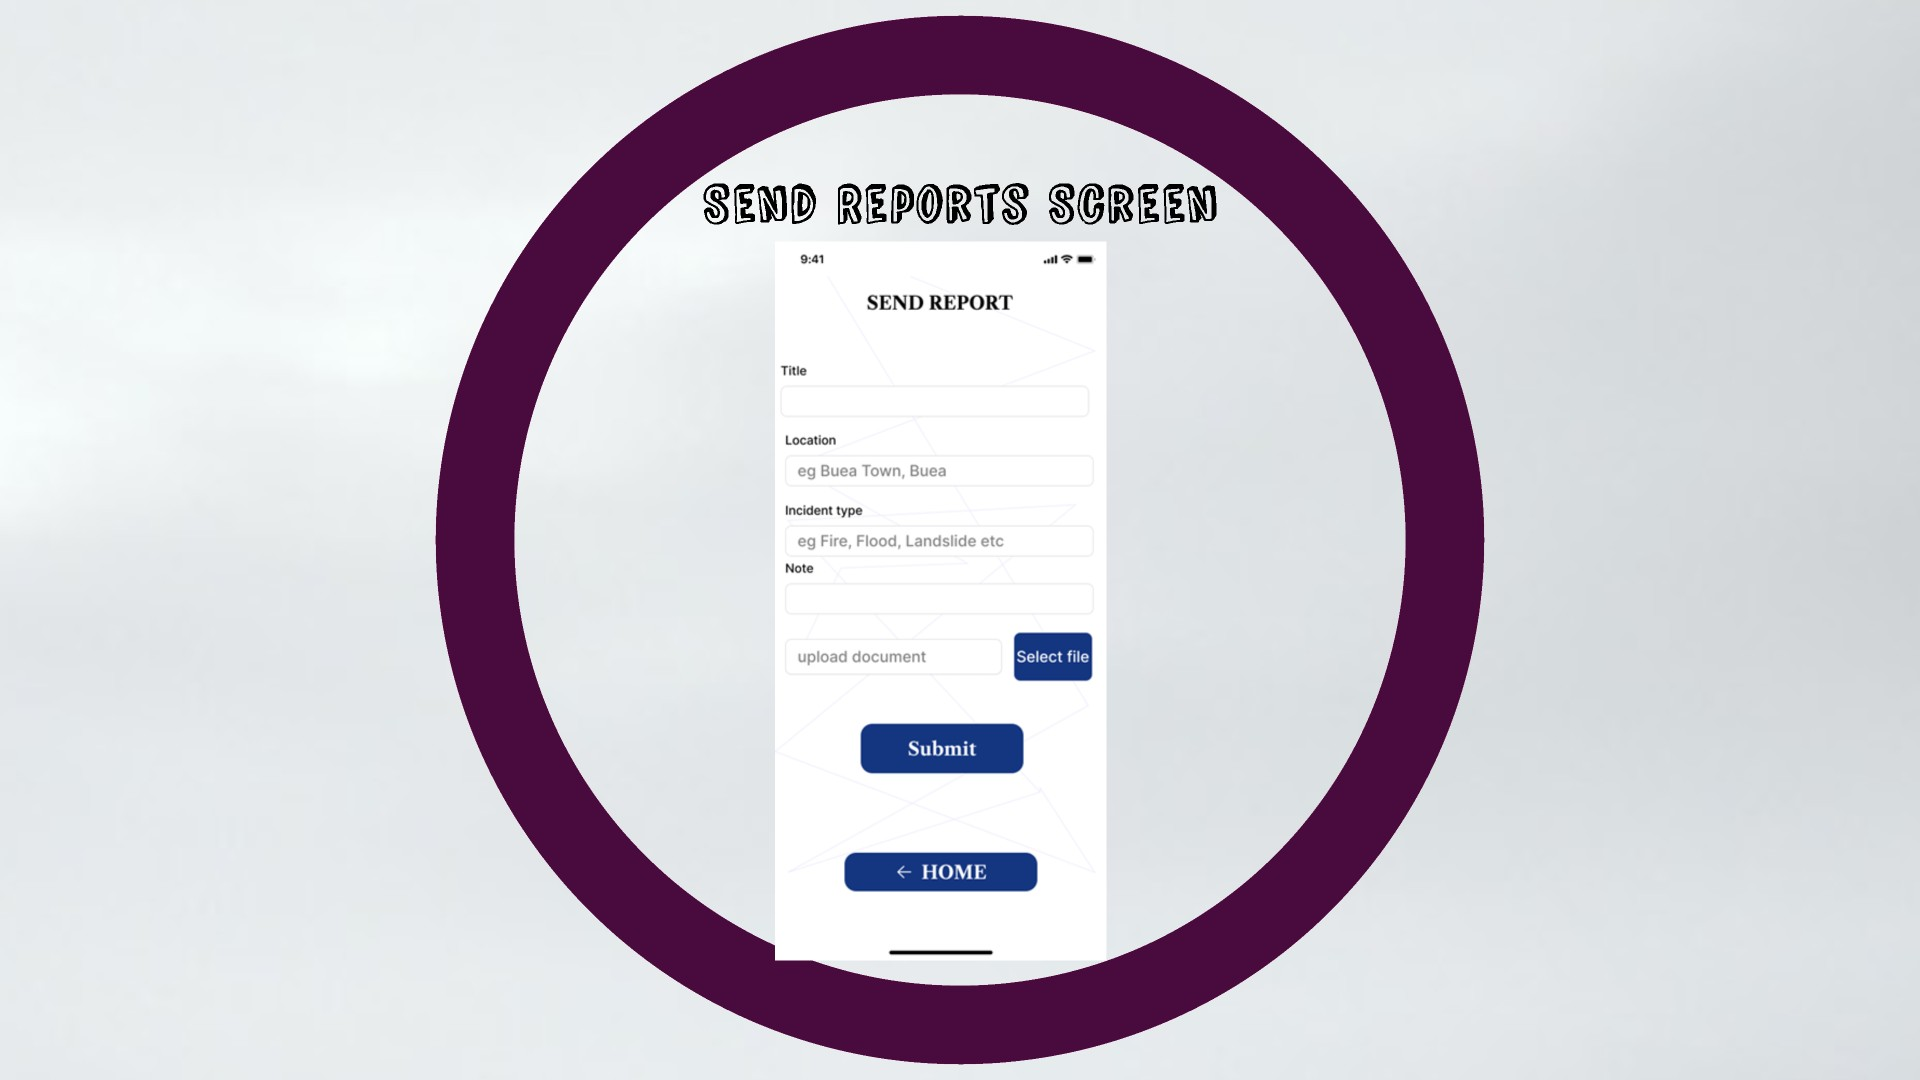 SEND REPORTS SCREEN
9:41
SEND REPORT
Title
Location
eg Buea Town, Buea
Incident type
eg Fire, Flood, Landslide etc
Note
upload document
Select file
Submit
← HOME